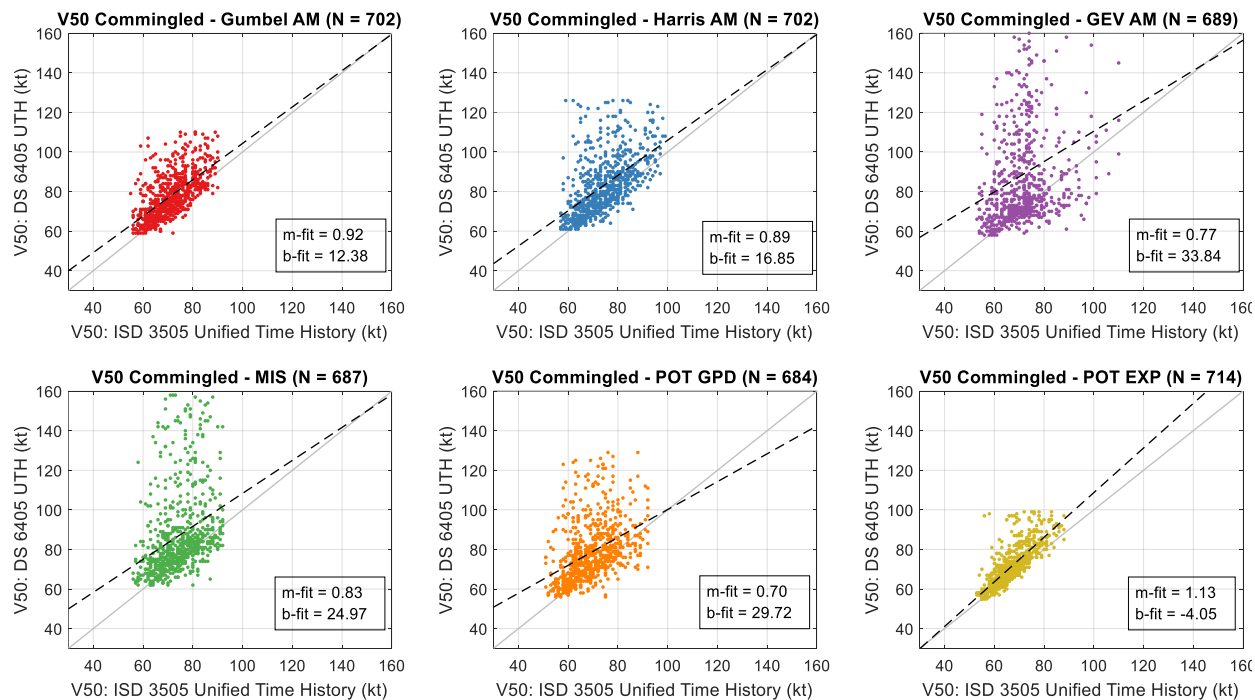 V50 Commingled - Gumbel AM (N = 702)
160
140
120
100
80
60
40
V50: DS 6405 UTH (kt)
m-fit = 0.92
b-fit = 12.38
40 60 80 100 120 140 160
V50: ISD 3505 Unified Time History (kt)
V50 Commingled - Harris AM (N = 702)
160
140
120
100
80
60
40
V50: DS 6405 UTH (kt)
m-fit = 0.89
b-fit = 16.85
40 60 80 100 120 140 160
V50: ISD 3505 Unified Time History (kt)
V50 Commingled - GEV AM (N = 689)
160
140
120
100
80
60
40
V50: DS 6405 UTH (kt)
m-fit = 0.77
b-fit = 33.84
40 60 80 100 120 140 160
V50: ISD 3505 Unified Time History (kt)
V50 Commingled - MIS (N = 687)
160
140
120
100
80
60
40
V50: DS 6405 UTH (kt)
m-fit = 0.83
b-fit = 24.97
40 60 80 100 120 140 160
V50: ISD 3505 Unified Time History (kt)
V50 Commingled - POT GPD (N = 684)
160
140
120
100
80
60
40
V50: DS 6405 UTH (kt)
m-fit = 0.70
b-fit = 29.72
40 60 80 100 120 140 160
V50: ISD 3505 Unified Time History (kt)
V50 Commingled - POT EXP (N = 714)
160
140
120
100
80
60
40
V50: DS 6405 UTH (kt)
m-fit = 1.13
b-fit = -4.05
40 60 80 100 120 140 160
V50: ISD 3505 Unified Time History (kt)